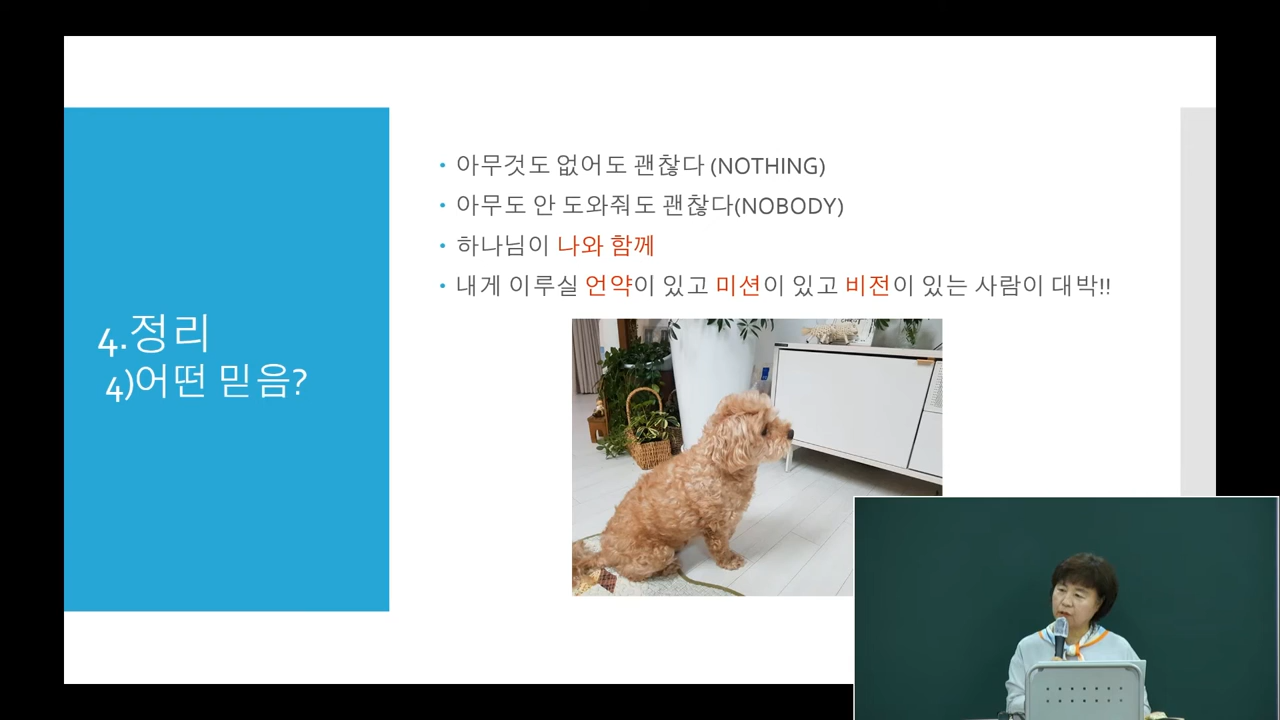 4.정리
4)어떤 믿음?
• 아무것도 없어도 괜찮다 (NOTHING)
• 아무도 안 도와줘도 괜찮다(NOBODY)
• 하나님이 나와 함께
• 내게 이루실 언약이 있고 미션이 있고 비전이 있는 사람이 대박!!